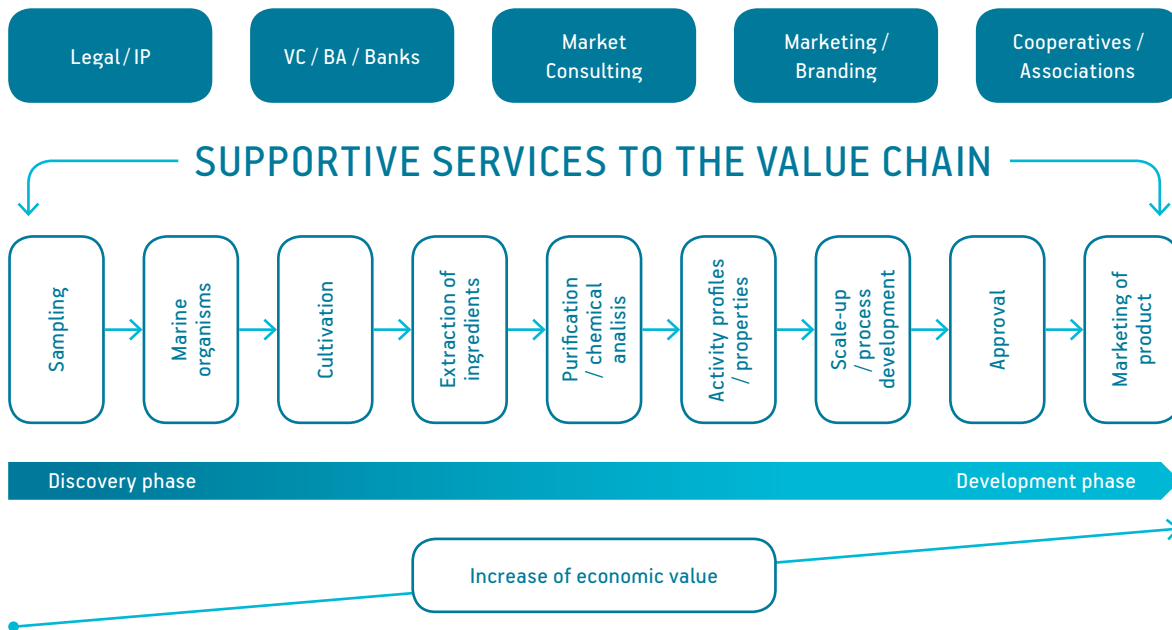 Legal / IP
VC / BA / Banks
Market
Consulting
Marketing /
Branding
Cooperatives /
Associations
SUPPORTIVE SERVICES TO THE VALUE CHAIN
Sampling
Marine
organisms
Cultivation
Extraction of
ingredients
Purification
/ chemical
analisis
Activity profiles
/ properties
Scale-up
/ process
development
Approval
Marketing of
product
Discovery phase
Development phase
Increase of economic value